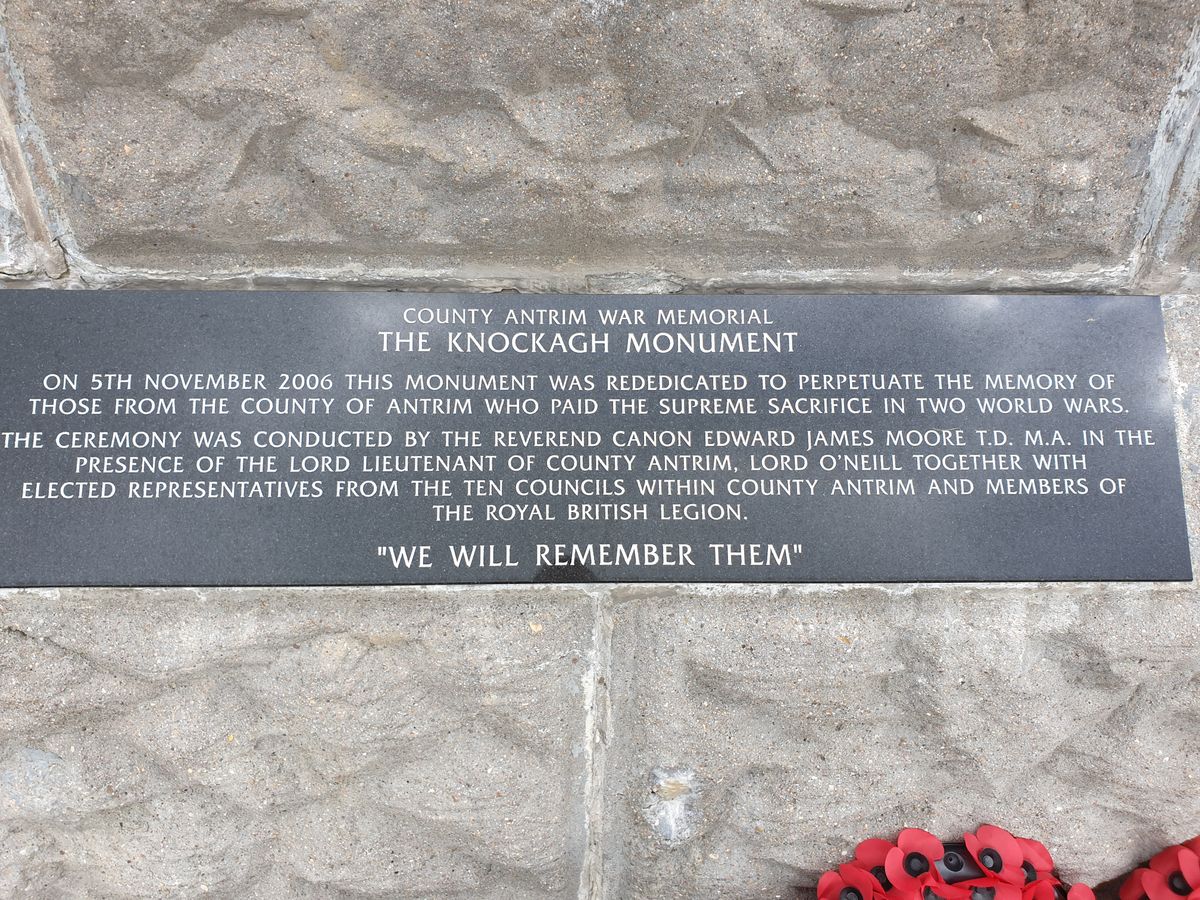 COUNTY ANTRIM WAR MEMORIAL
THE KNOCKAGH MONUMENT
ON 5TH NOVEMBER 2006 THIS MONUMENT WAS REDEDICATED TO PERPETUATE THE MEMORY OF
THOSE FROM THE COUNTY OF ANTRIM WHO PAID THE SUPREME SACRIFICE IN TWO WORLD WARS.
THE CEREMONY WAS CONDUCTED BY THE REVEREND CANON EDWARD JAMES MOORE T.D. M.A. IN THE
PRESENCE OF THE LORD LIEUTENANT OF COUNTY ANTRIM, LORD O'NEILL TOGETHER WITH
ELECTED REPRESENTATIVES FROM THE TEN COUNCILS WITHIN COUNTY ANTRIM AND MEMBERS OF
THE ROYAL BRITISH LEGION.
"WE WILL REMEMBER THEM"